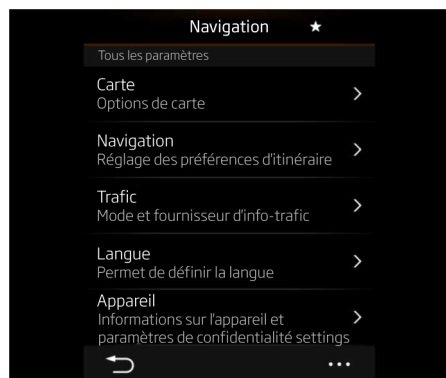 Navigation
Tous les paramètres
Carte
Options de carte
Navigation
Réglage des préférences d'itinéraire
Trafic
Mode et fournisseur d'info-trafic
Langue
Permet de définir la langue
Appareil
Informations sur l'appareil et
paramètres de confidentialité settings